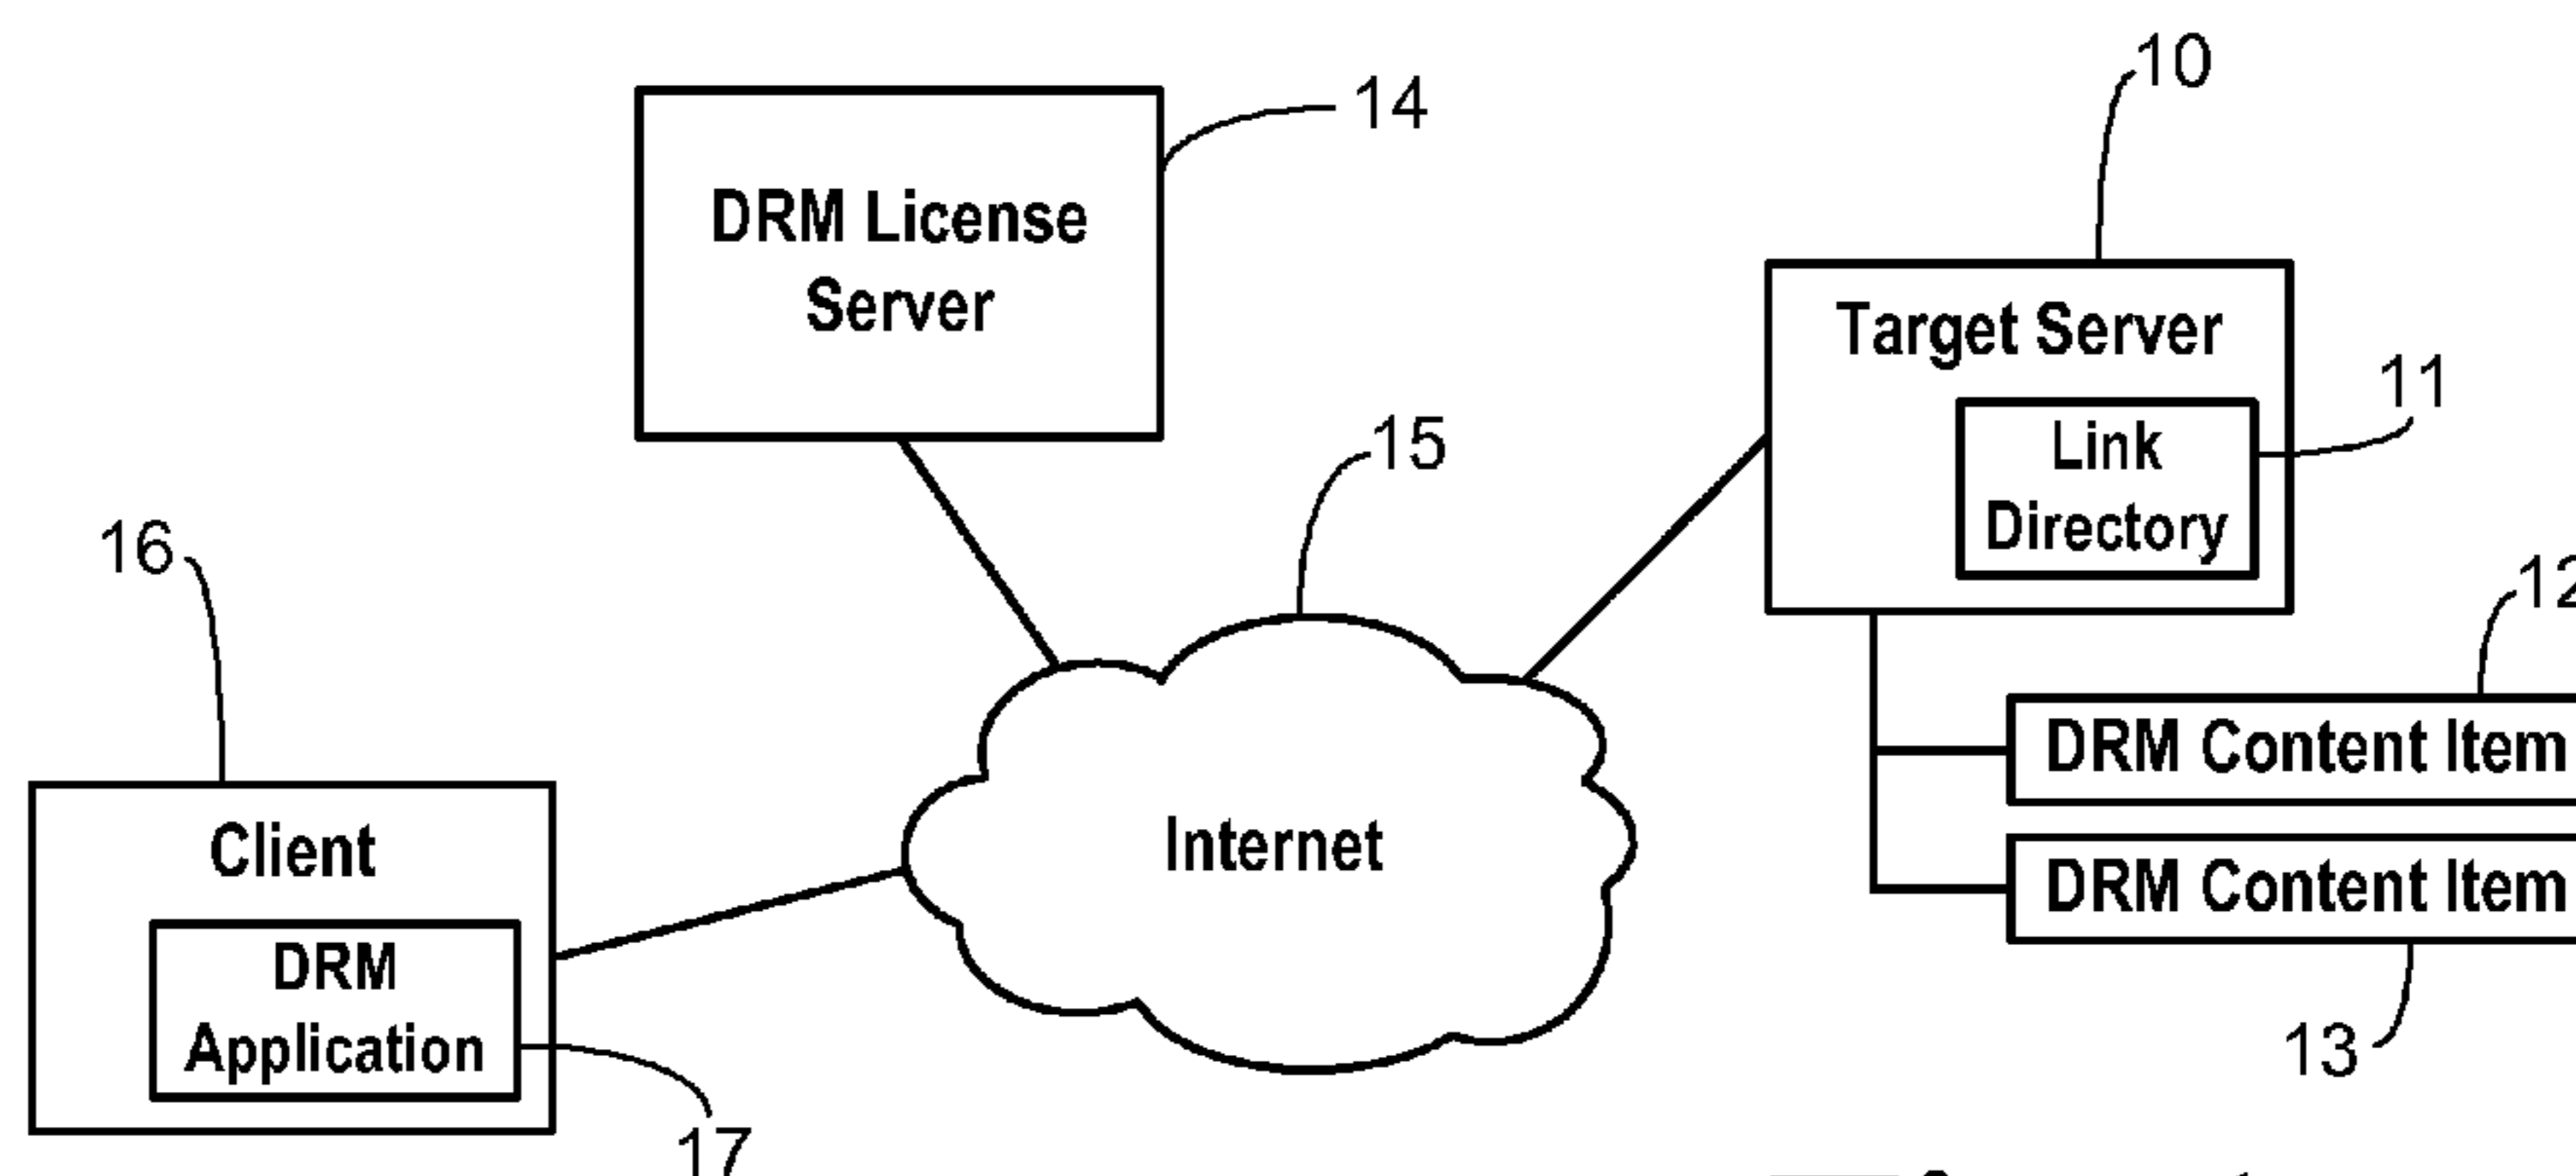 10
14
DRM License
Server
Target Server
11
Link
Directory
15
16
12
DRM Content Item
Internet
Client
DRM Content Item
DRM
Application
13
17